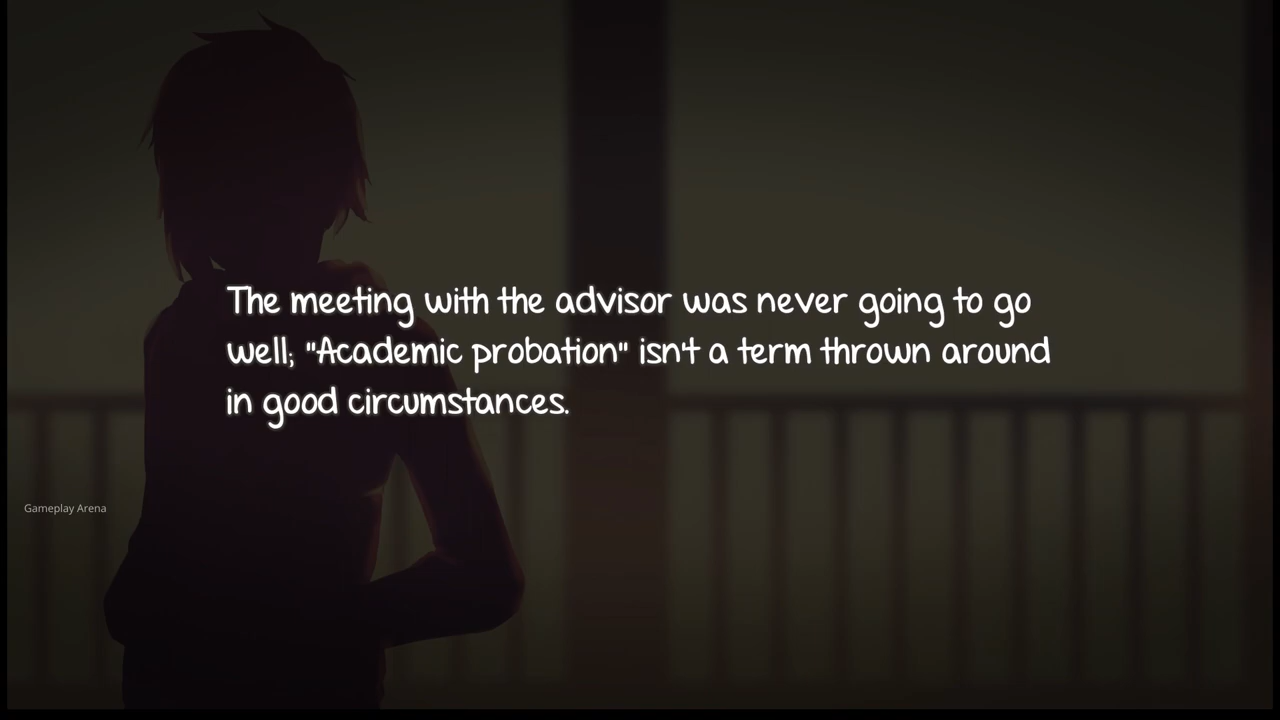 The meeting with the advisor was never going to go
well; "Academic probation" isn't a term thrown around
in good circumstances.
Gameplay Arena